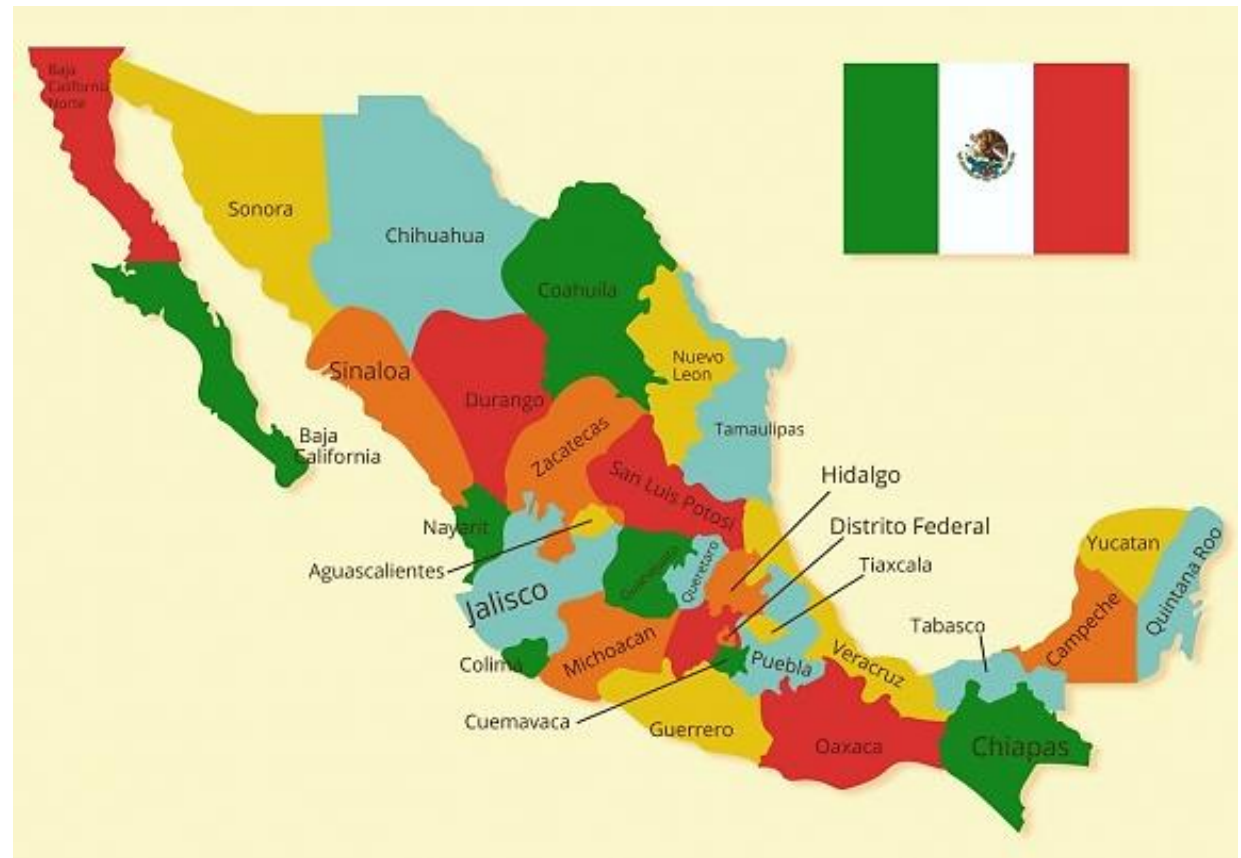 Baja
California
Norte
Sonora
Chihuahua
Coahuila
Sinaloa
Durango
Nuevo
Leon
Baja
California
Zacatecas
Tamaulipas
San Luis Potosi
Hidalgo
Nayarit
Distrito Federal
Aguascalientes
Guanajuato
Queretaro
Tiaxcala
Yucatan
Quintana Roo
Jalisco
Campeche
Tabasco
Colima
Michoacan
Puebla
Veracruz
Cuemavaca
Guerrero
Oaxaca
Chiapas